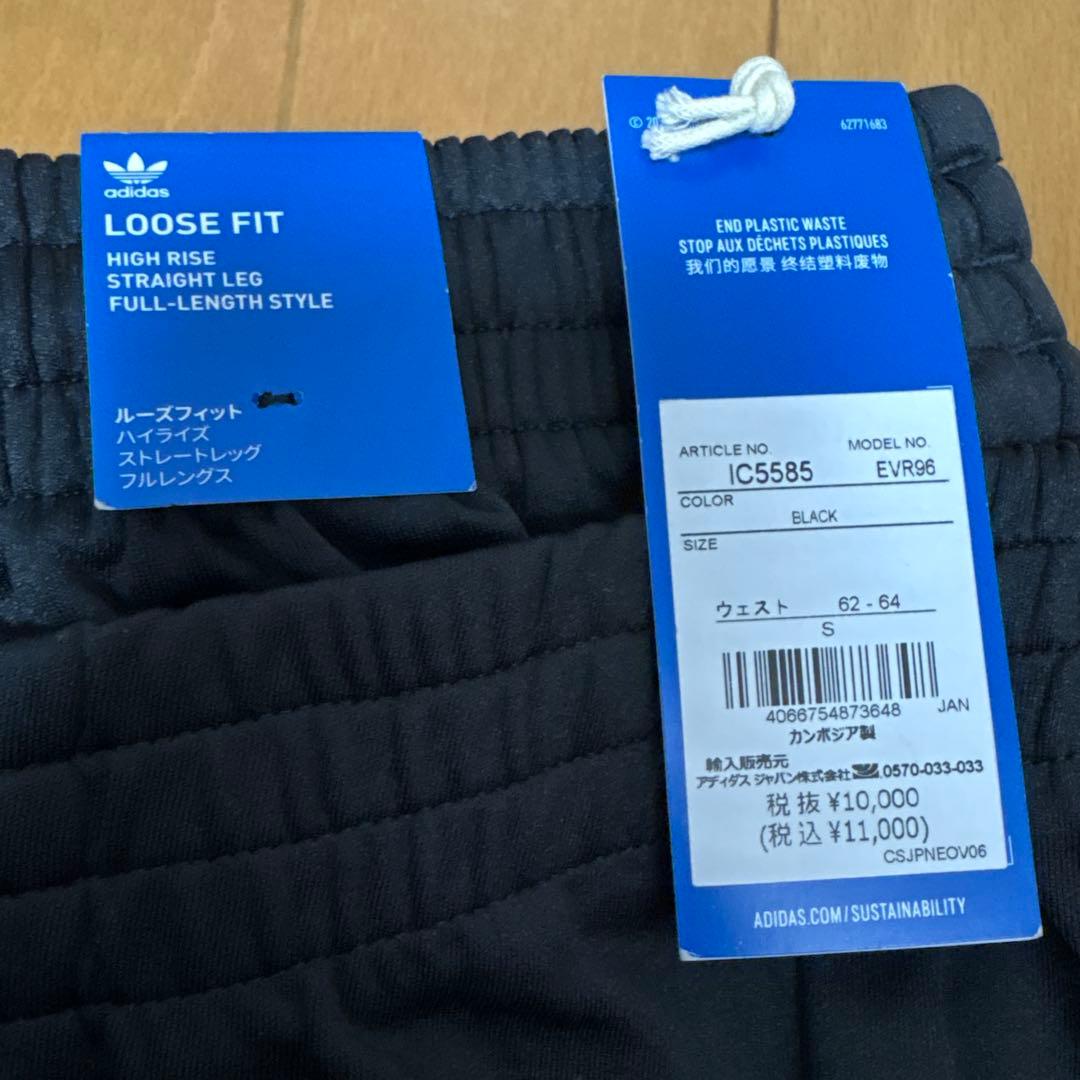 adidas
LOOSE FIT
HIGH RISE
STRAIGHT LEG
FULL-LENGTH STYLE
ルーズフィット
ハイライズ
ストレートレッグ
フルレングス
© 20
62771683
END PLASTIC WASTE
STOP AUX DÉCHETS PLASTIQUES
我们的愿景 终结塑料废物
ARTICLE NO. MODEL NO.
IC5585 EVR96
COLOR
BLACK
SIZE
ウェスト 62 - 64
S
4066754873648 JAN
カンボジア製
輸入販売元
アディダス ジャパン株式会社 0570-033-033
税抜 ¥10,000
(税込 ¥11,000)
CSJPNEOV06
ADIDAS.COM/SUSTAINABILITY